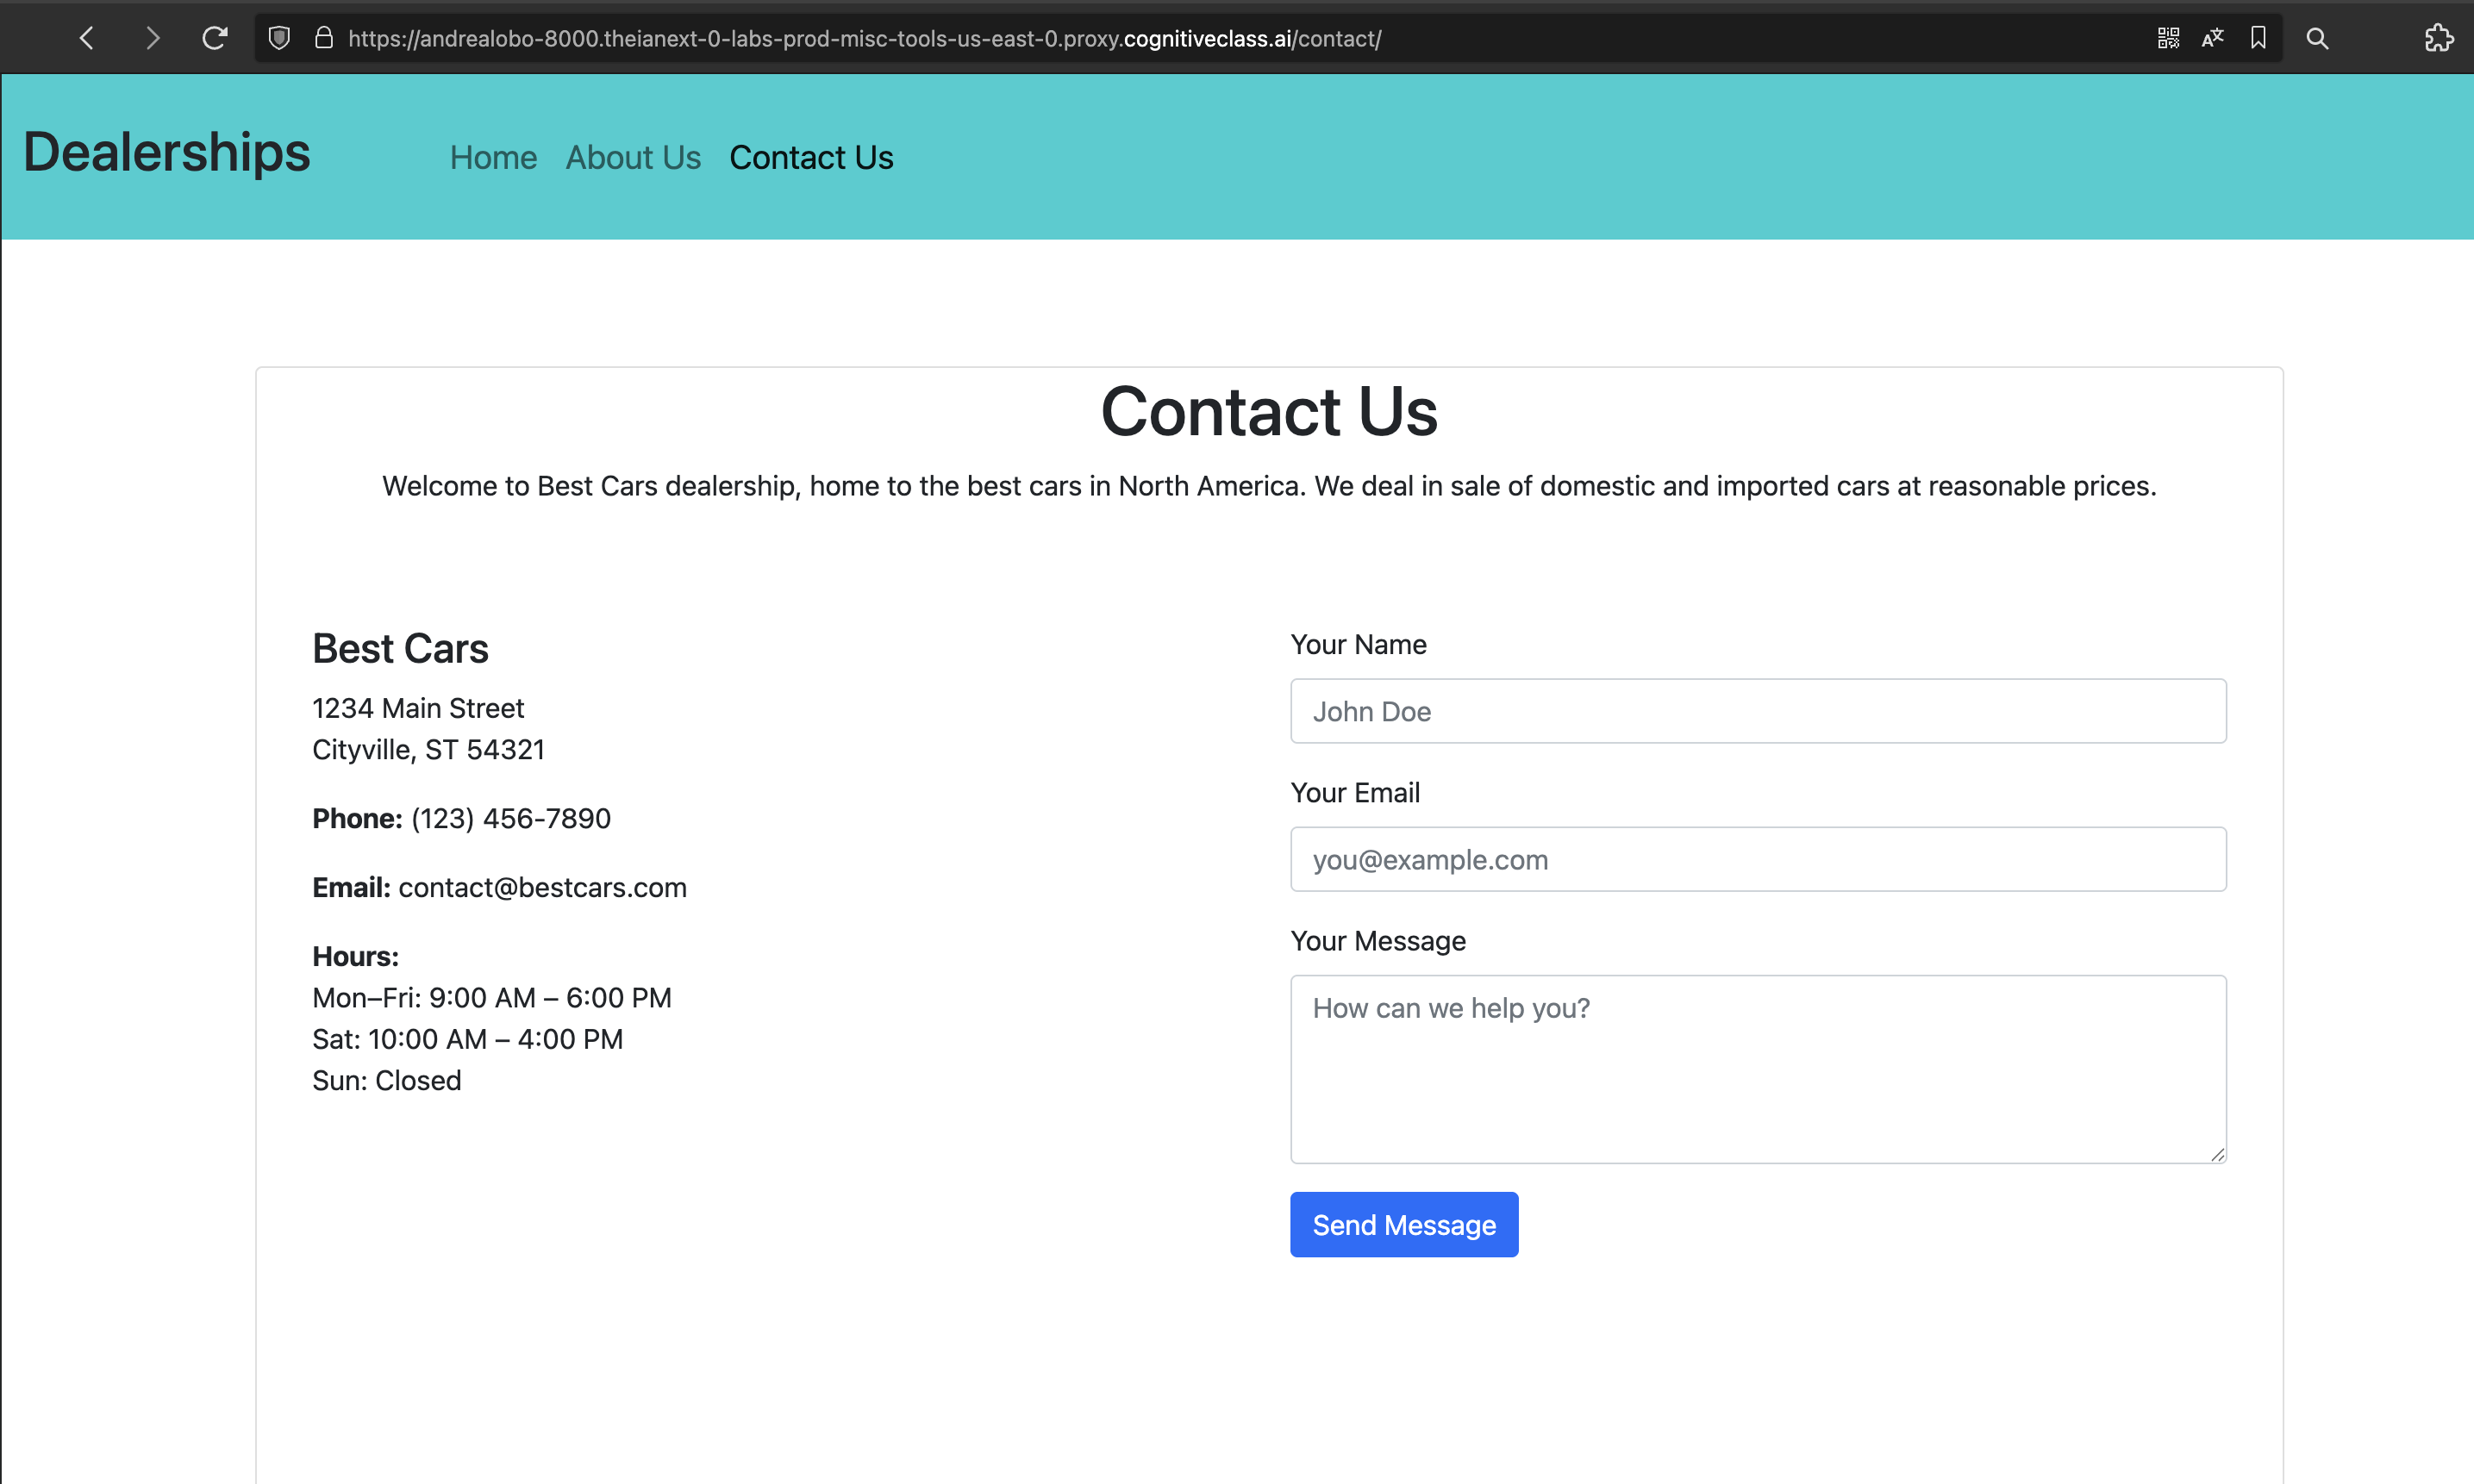 https://andrealobo-8000.theianext-0-labs-prod-misc-tools-us-east-0.proxy.cognitiveclass.ai/contact/
Dealerships
Home About Us Contact Us
Contact Us
Welcome to Best Cars dealership, home to the best cars in North America. We deal in sale of domestic and imported cars at reasonable prices.
Best Cars
1234 Main Street
Cityville, ST 54321
Phone: (123) 456-7890
Email: contact@bestcars.com
Hours:
Mon–Fri: 9:00 AM – 6:00 PM
Sat: 10:00 AM – 4:00 PM
Sun: Closed
Your Name
John Doe
Your Email
you@example.com
Your Message
How can we help you?
Send Message